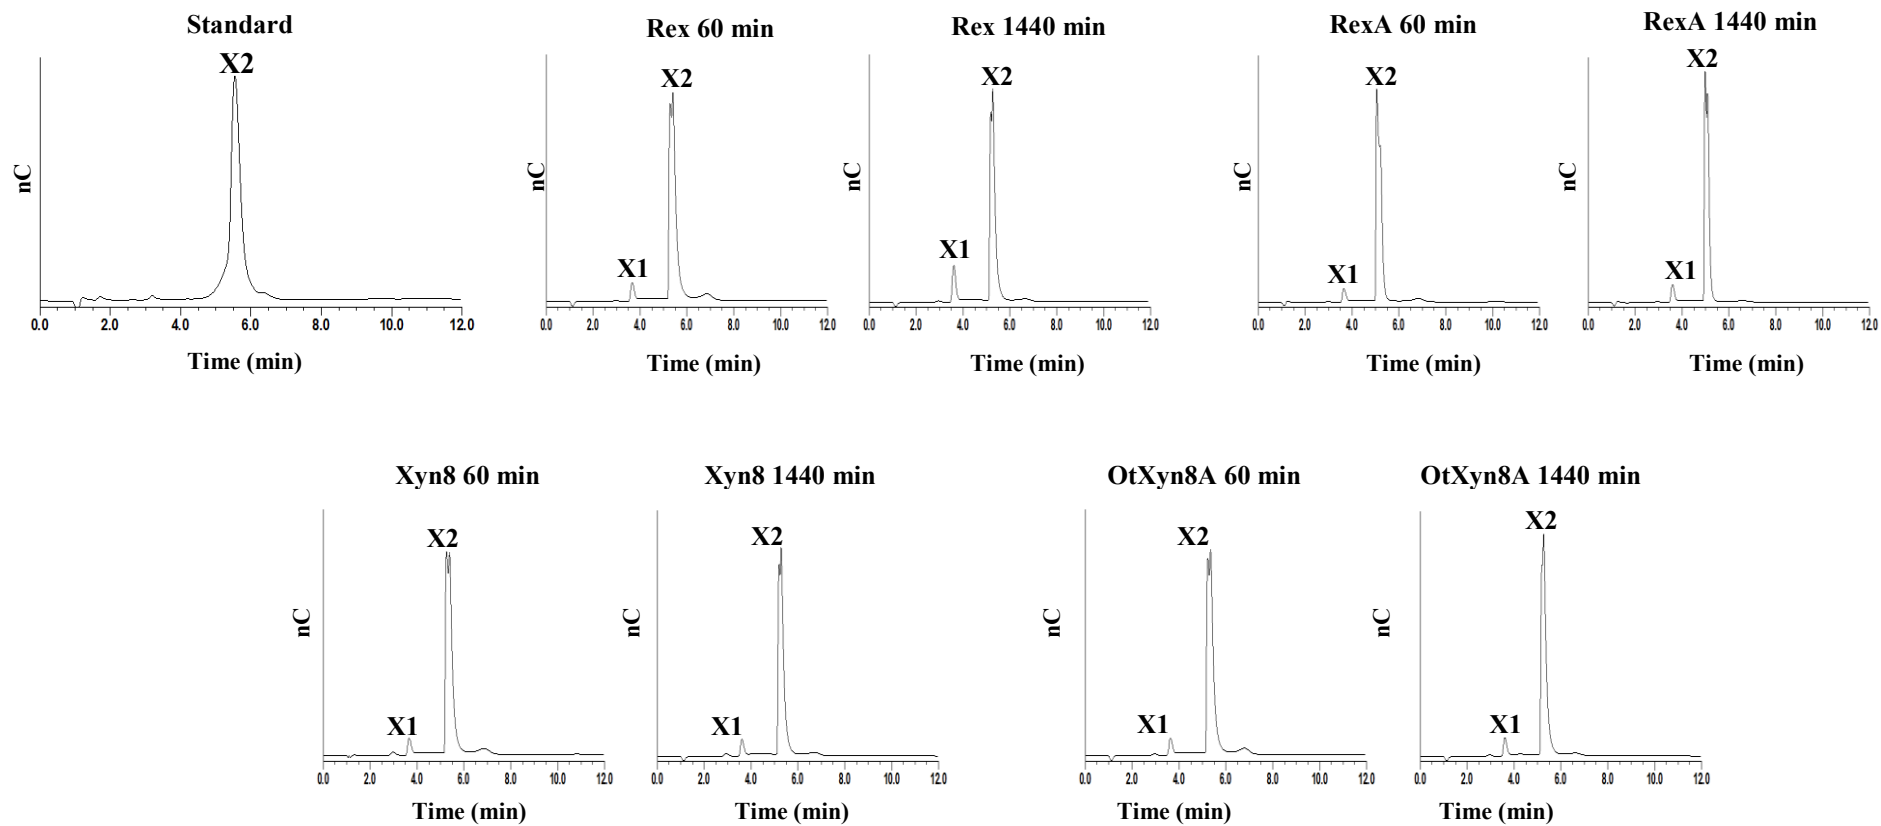 Standard
X2
nC
0.0 2.0 4.0 6.0 8.0 10.0 12.0
Time (min)
Rex 60 min
X2
X1
nC
0.0 2.0 4.0 6.0 8.0 10.0 12.0
Time (min)
Rex 1440 min
X2
X1
nC
0.0 2.0 4.0 6.0 8.0 10.0 12.0
Time (min)
RexA 60 min
X2
X1
nC
0.0 2.0 4.0 6.0 8.0 10.0 12.0
Time (min)
RexA 1440 min
X2
X1
nC
0.0 2.0 4.0 6.0 8.0 10.0 12.0
Time (min)
Xyn8 60 min
X2
X1
nC
0.0 2.0 4.0 6.0 8.0 10.0 12.0
Time (min)
Xyn8 1440 min
X2
X1
nC
0.0 2.0 4.0 6.0 8.0 10.0 12.0
Time (min)
OtXyn8A 60 min
X2
X1
nC
0.0 2.0 4.0 6.0 8.0 10.0 12.0
Time (min)
OtXyn8A 1440 min
X2
X1
nC
0.0 2.0 4.0 6.0 8.0 10.0 12.0
Time (min)